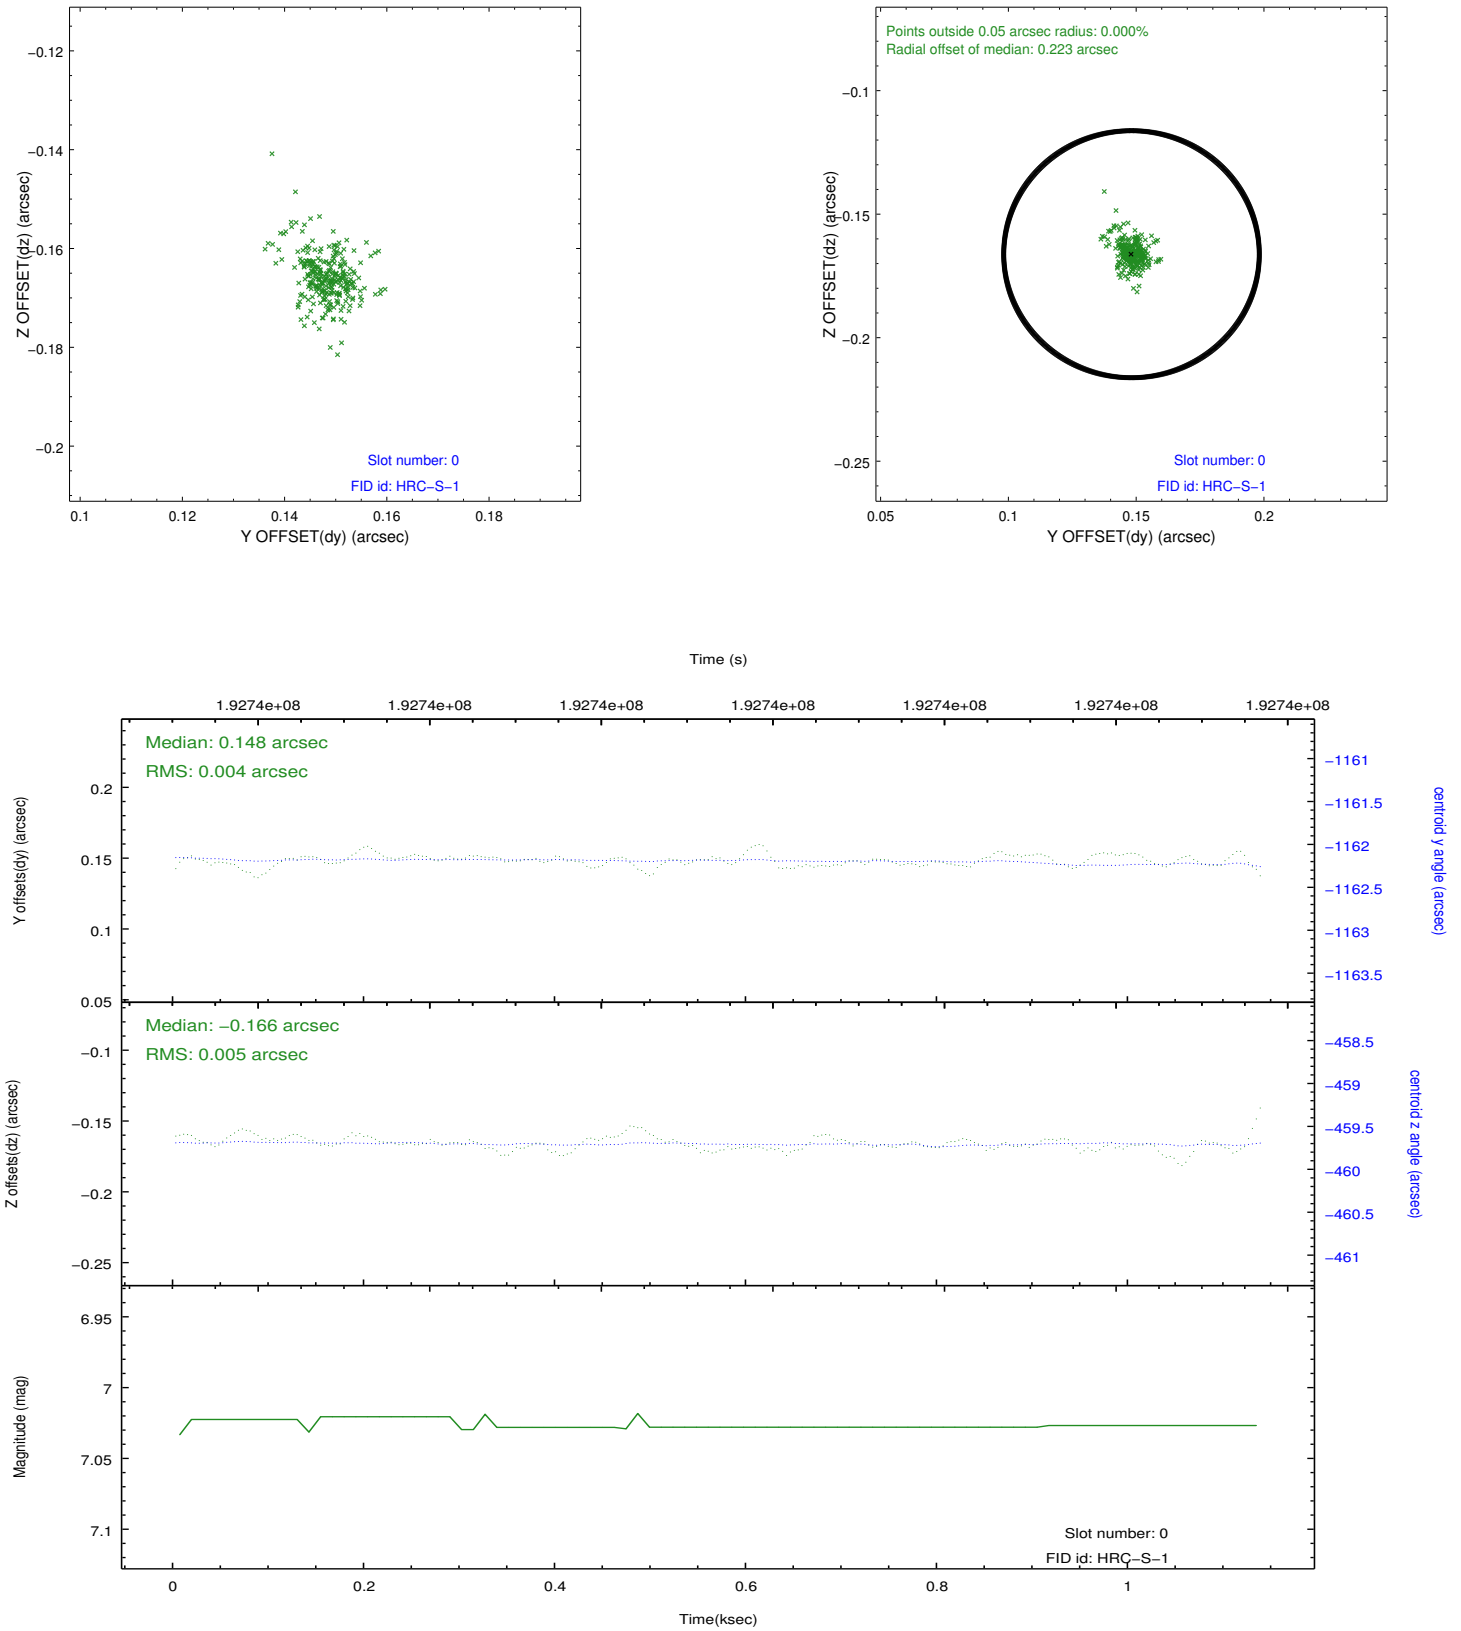 −0.12
−0.14
−0.16
−0.18
−0.2
Z OFFSET(dz) (arcsec)
Slot number: 0
FID id: HRC−S−1
0.1 0.12 0.14 0.16 0.18
Y OFFSET(dy) (arcsec)
Points outside 0.05 arcsec radius: 0.000%
Radial offset of median: 0.223 arcsec
−0.1
−0.15
−0.2
−0.25
Z OFFSET(dz) (arcsec)
Slot number: 0
FID id: HRC−S−1
0.05 0.1 0.15 0.2
Y OFFSET(dy) (arcsec)
Time (s)
1.9274e+08 1.9274e+08 1.9274e+08 1.9274e+08 1.9274e+08 1.9274e+08 1.9274e+08
Median: 0.148 arcsec
RMS: 0.004 arcsec
0.2
0.15
0.1
0.05
Y offsets(dy) (arcsec)
−1161
−1161.5
−1162
−1162.5
−1163
−1163.5
centroid y angle (arcsec)
Median: −0.166 arcsec
RMS: 0.005 arcsec
−0.1
−0.15
−0.2
−0.25
Z offsets(dz) (arcsec)
−458.5
−459
−459.5
−460
−460.5
−461
centroid z angle (arcsec)
6.95
7
7.05
7.1
Magnitude (mag)
Slot number: 0
FID id: HRC−S−1
0 0.2 0.4 0.6 0.8 1
Time(ksec)